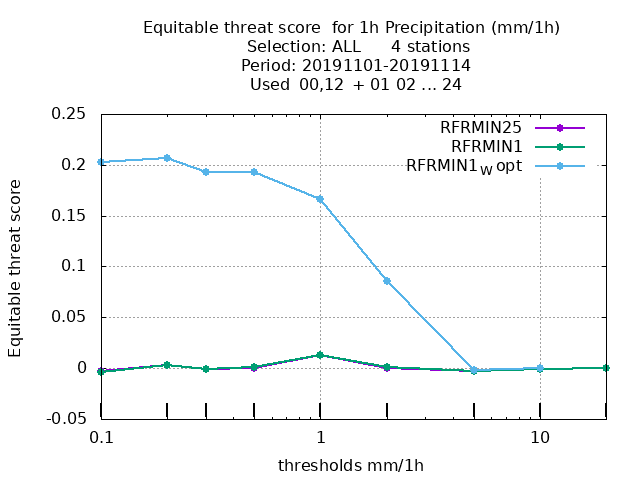 Equitable threat score  for 1h Precipitation (mm/1h)
Selection: ALL      4 stations
Period: 20191101-20191114
Used  00,12  + 01 02 ... 24
RFRMIN25
RFRMIN1
RFRMIN1w opt
0.25
0.2
0.15
0.1
0.05
0
-0.05
Equitable threat score
0.1 1 10
thresholds mm/1h